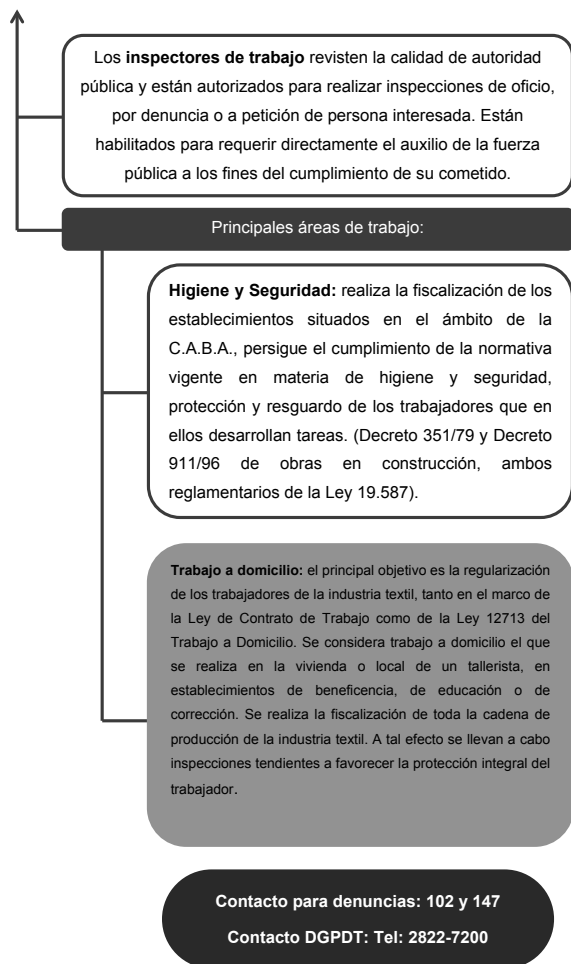 Los inspectores de trabajo revisten la calidad de autoridad
pública y están autorizados para realizar inspecciones de oficio,
por denuncia o a petición de persona interesada. Están
habilitados para requerir directamente el auxilio de la fuerza
pública a los fines del cumplimiento de su cometido.
Principales áreas de trabajo:
Higiene y Seguridad: realiza la fiscalización de los
establecimientos situados en el ámbito de la
C.A.B.A., persigue el cumplimiento de la normativa
vigente en materia de higiene y seguridad,
protección y resguardo de los trabajadores que en
ellos desarrollan tareas. (Decreto 351/79 y Decreto
911/96 de obras en construcción, ambos
reglamentarios de la Ley 19.587).
Trabajo a domicilio: el principal objetivo es la regularización
de los trabajadores de la industria textil, tanto en el marco de
la Ley de Contrato de Trabajo como de la Ley 12713 del
Trabajo a Domicilio. Se considera trabajo a domicilio el que
se realiza en la vivienda o local de un tallerista, en
establecimientos de beneficencia, de educación o de
corrección. Se realiza la fiscalización de toda la cadena de
producción de la industria textil. A tal efecto se llevan a cabo
inspecciones tendientes a favorecer la protección integral del
trabajador.
Contacto para denuncias: 102 y 147
Contacto DGPDT: Tel: 2822-7200